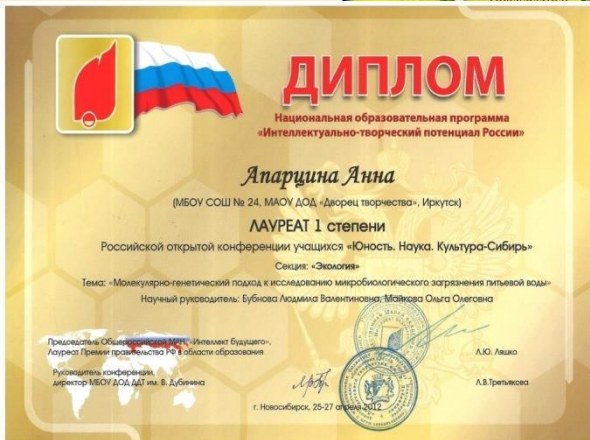 ДИПЛОМ
Национальная образовательная программа
«Интеллектуально-творческий потенциал России»
Апарцина Анна
(МБОУ СОШ № 24, МАОУ ДОД «Дворец творчества», Иркутск)
ЛАУРЕАТ 1 степени
Российской открытой конференции учащихся «Юность. Наука. Культура-Сибирь»
Секция: «Экология»
Тема: «Молекулярно-генетический подход к исследованию микробиологического загрязнения питьевой воды»
Научный руководитель: Бубнова Людмила Валентиновна, Майкова Ольга Олеговна
Председатель Общероссийской МАН «Интеллект будущего»,
Лауреат Премии правительства РФ в области образования
Л.Ю. Ляшко
Руководитель конференции,
директор МБОУ ДОД ДДТ им. В. Дубинина
Л.В.Третьякова
г. Новосибирск, 25-27 апреля 2012